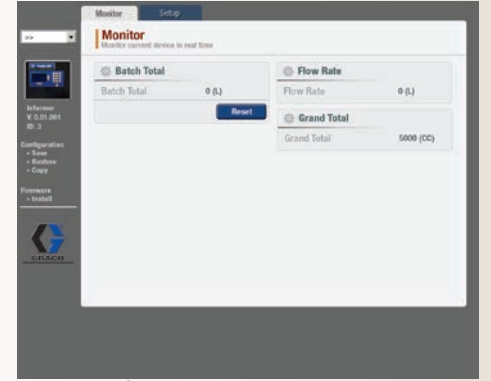 Monitor
Setup
>>
Monitor
Monitor current device in real time
Batch Total
Batch Total 0 (L)
Reset
Flow Rate
Flow Rate 0 (L)
Grand Total
Grand Total 5000 (CC)
Informer
V. 0.01.001
ID: 3
Configuration
» Save
» Restore
» Copy
Firmware
» Install
GRACO